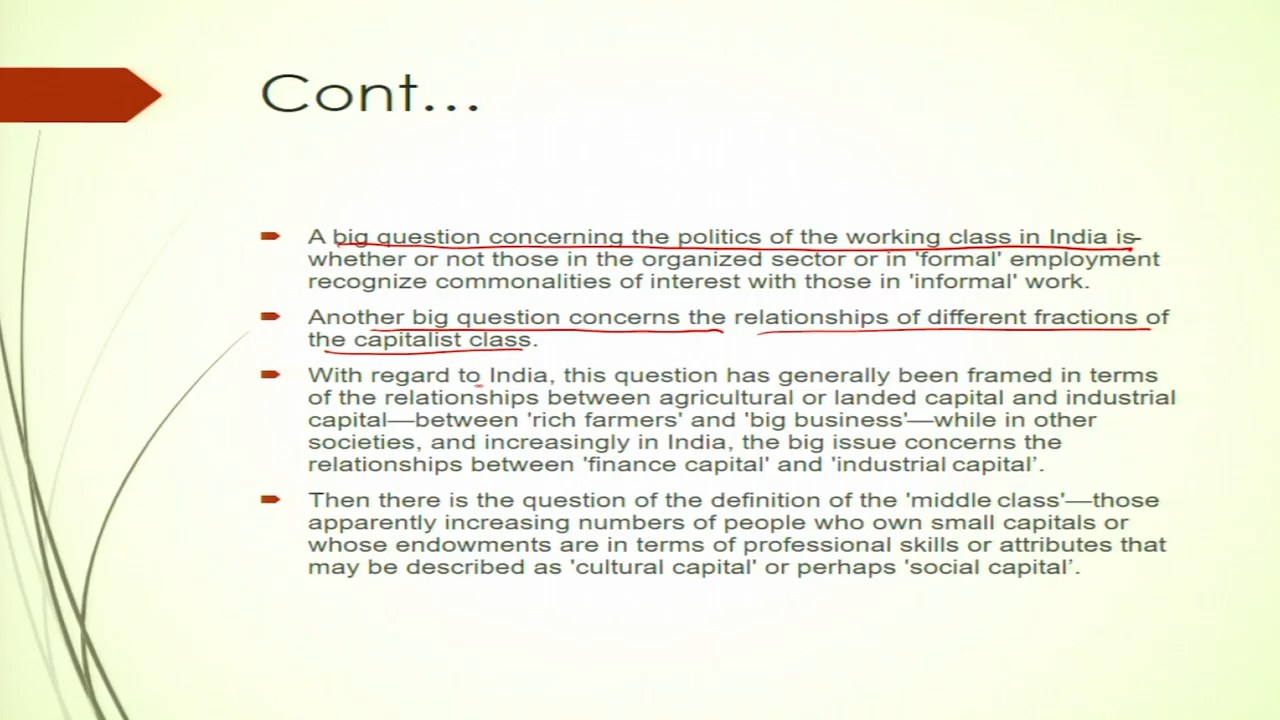 Cont...
A big question concerning the politics of the working class in India is-
whether or not those in the organized sector or in 'formal' employment
recognize commonalities of interest with those in 'informal' work.
Another big question concerns the relationships of different fractions of
the capitalist class.
With regard to India, this question has generally been framed in terms
of the relationships between agricultural or landed capital and industrial
capital—between 'rich farmers' and 'big business'—while in other
societies, and increasingly in India, the big issue concerns the
relationships between 'finance capital' and 'industrial capital’.
Then there is the question of the definition of the 'middle class'—those
apparently increasing numbers of people who own small capitals or
whose endowments are in terms of professional skills or attributes that
may be described as 'cultural capital' or perhaps 'social capital’.